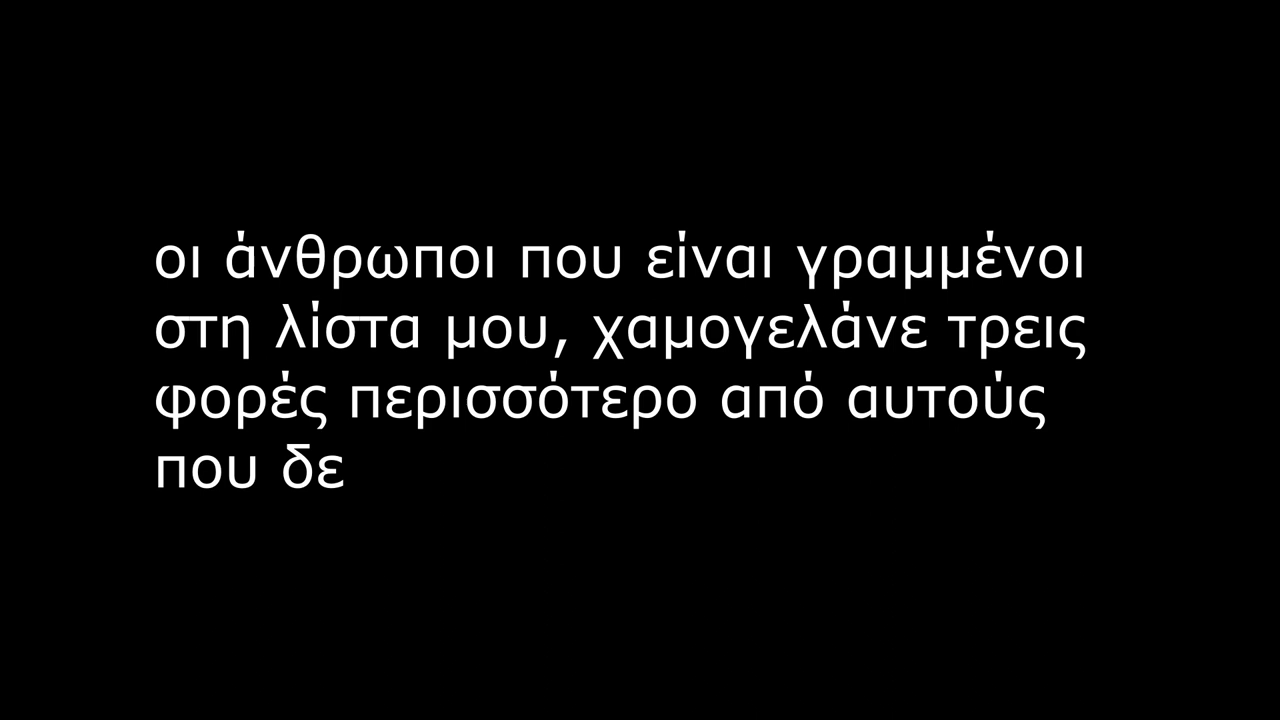 οι άνθρωποι που είναι γραμμένοι
στη λίστα μου, χαμογελάνε τρεις
φορές περισσότερο από αυτούς
που δε